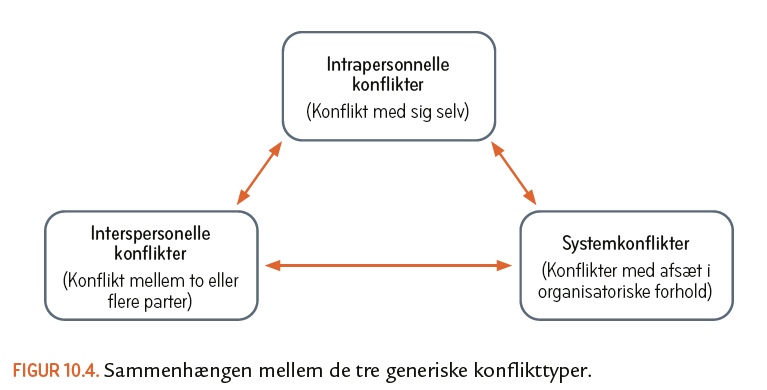 Intrapersonnelle
konflikter
(Konflikt med sig selv)
Interspersonelle
konflikter
(Konflikt mellem to eller
flere parter)
Systemkonflikter
(Konflikter med afsæt i
organisatoriske forhold)
FIGUR 10.4. Sammenhængen mellem de tre generiske konflikttyper.